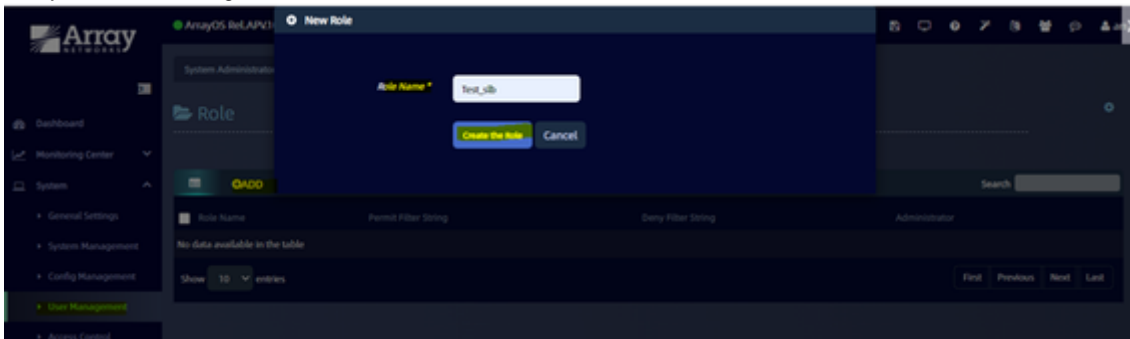 Array
NETWORKS
ArrayOS Rel.APV.1
New Role
System Administrator
Role Name *
Test_slb
Create the Role
Cancel
Role
Dashboard
Monitoring Center
System
General Settings
System Management
Config Management
User Management
Access Control
ADD
Search
Role Name
Permit Filter String
Deny Filter String
Administrator
No data available in the table
Show 10 entries
First Previous Next Last